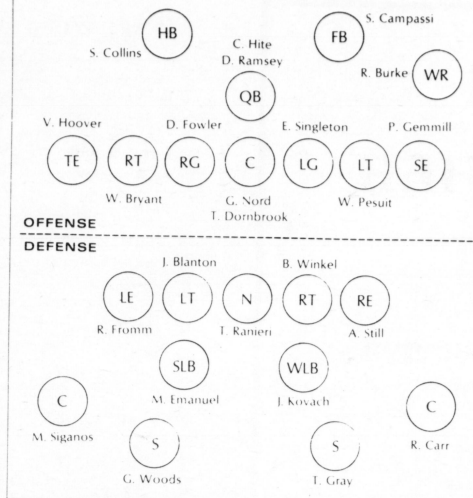 S. Campassi
HB
FB
S. Collins
C. Hite
D. Ramsey
R. Burke
WR
QB
V. Hoover
D. Fowler
E. Singleton
P. Gemmill
TE
RT
RG
C
LG
LT
SE
W. Bryant
G. Nord
T. Dornbrook
W. Pesuit
OFFENSE
DEFENSE
J. Blanton
B. Winkel
LE
LT
N
RT
RE
R. Fromm
T. Ranieri
A. Still
SLB
WLB
M. Emanuel
J. Kovach
C
C
M. Siganos
R. Carr
S
S
G. Woods
T. Gray